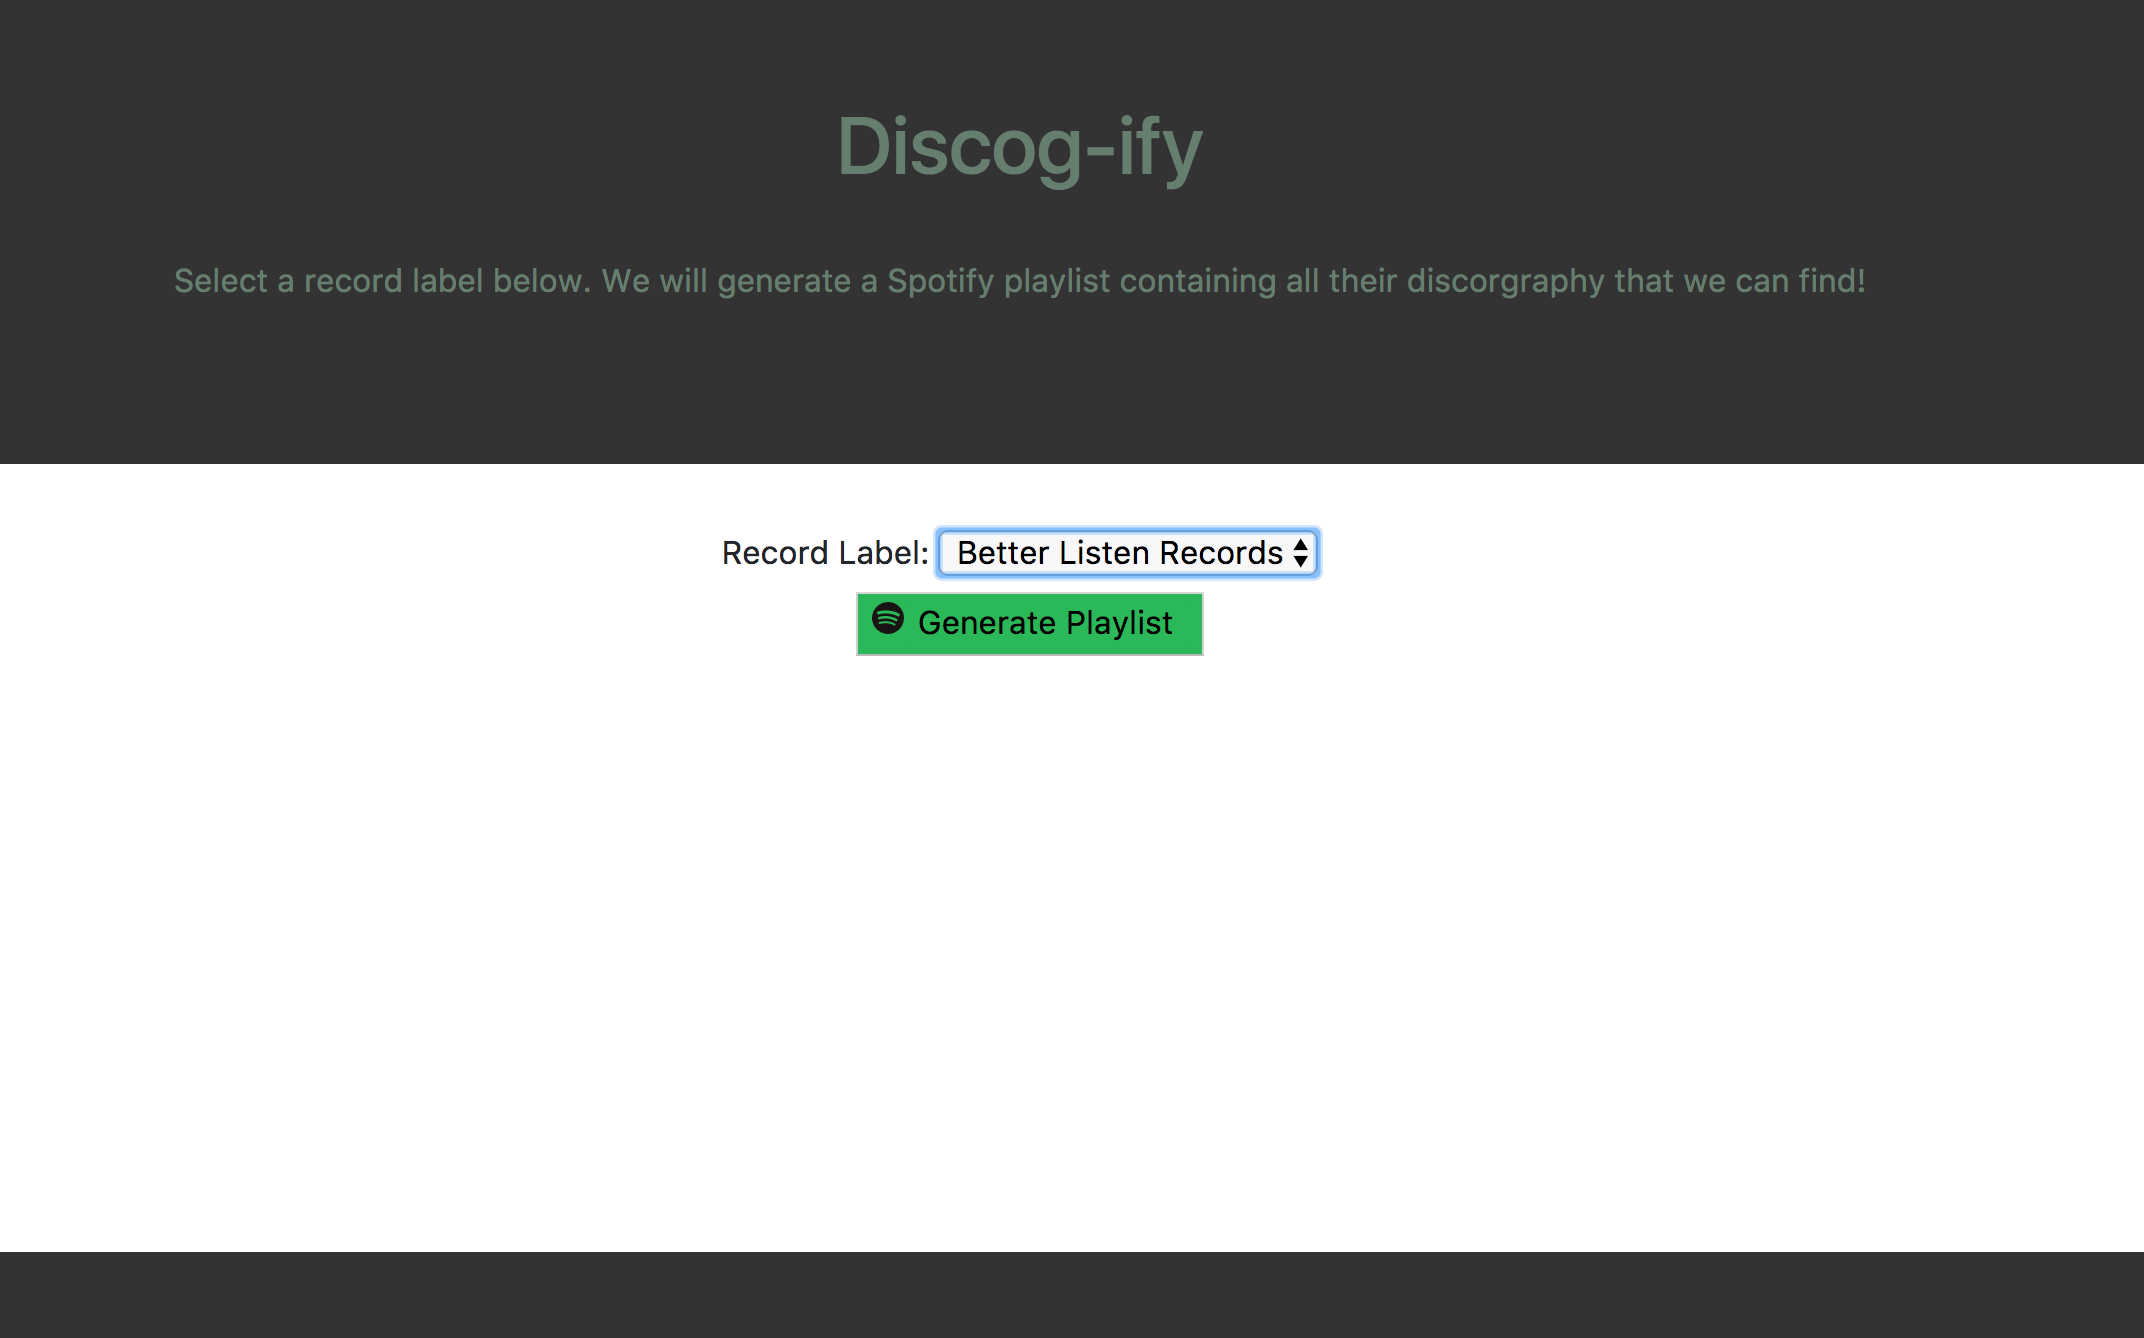 Discog-ify
Select a record label below. We will generate a Spotify playlist containing all their discorgraphy that we can find!
Record Label: Better Listen Records
Generate Playlist